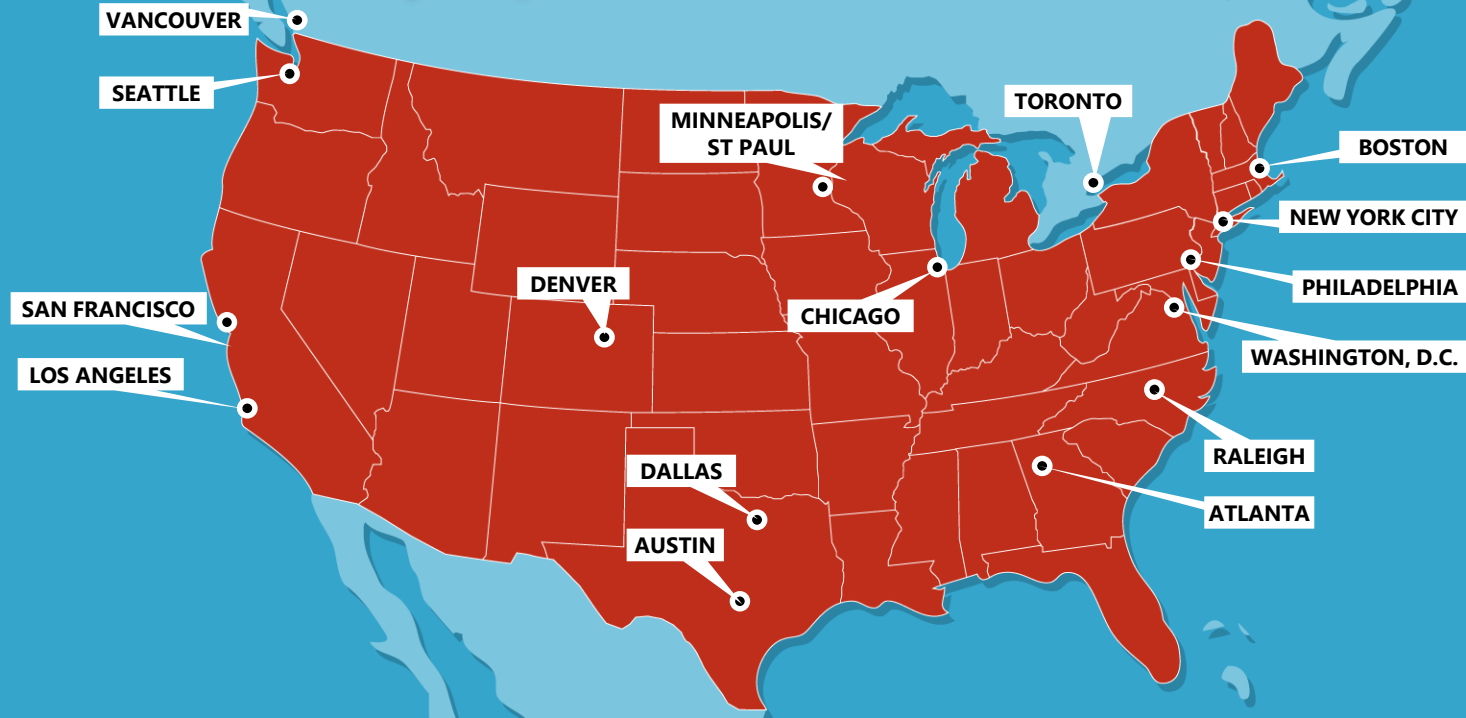 VANCOUVER
SEATTLE
MINNEAPOLIS/
ST PAUL
TORONTO
BOSTON
NEW YORK CITY
DENVER
PHILADELPHIA
SAN FRANCISCO
CHICAGO
WASHINGTON, D.C.
LOS ANGELES
RALEIGH
DALLAS
ATLANTA
AUSTIN